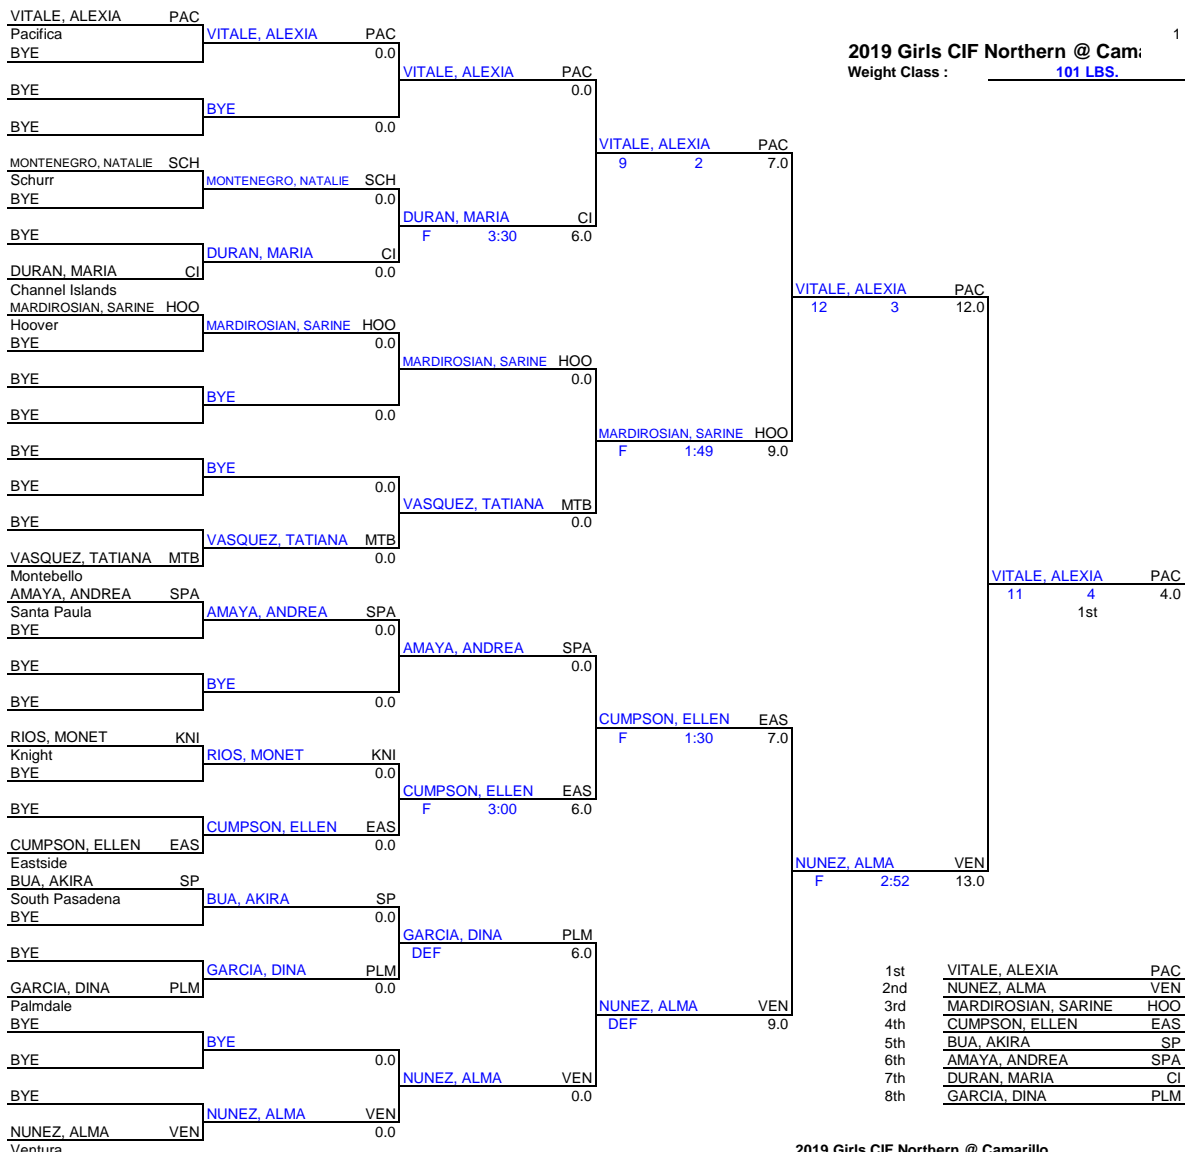 VITALE, ALEXIA PAC
Pacifica VITALE, ALEXIA PAC 1
BYE 0.0 2019 Girls CIF Northern @ Cama
VITALE, ALEXIA PAC Weight Class : 101 LBS.
BYE 0.0
BYE
BYE 0.0
VITALE, ALEXIA PAC
MONTENEGRO, NATALIE SCH 9 2 7.0
Schurr MONTENEGRO, NATALIE SCH
BYE 0.0
DURAN, MARIA CI
BYE F 3:30 6.0
DURAN, MARIA CI
DURAN, MARIA CI 0.0
Channel Islands VITALE, ALEXIA PAC
MARDIROSIAN, SARINE HOO 12 3 12.0
Hoover MARDIROSIAN, SARINE HOO
BYE 0.0
MARDIROSIAN, SARINE HOO
BYE 0.0
BYE
BYE 0.0
MARDIROSIAN, SARINE HOO
BYE F 1:49 9.0
BYE
BYE 0.0
VASQUEZ, TATIANA MTB
BYE 0.0
VASQUEZ, TATIANA MTB
VASQUEZ, TATIANA MTB 0.0
Montebello VITALE, ALEXIA PAC
AMAYA, ANDREA SPA 11 4 4.0
Santa Paula AMAYA, ANDREA SPA 1st
BYE 0.0
AMAYA, ANDREA SPA
BYE 0.0
BYE
BYE 0.0
CUMPSON, ELLEN EAS
RIOS, MONET KNI F 1:30 7.0
Knight RIOS, MONET KNI
BYE 0.0
CUMPSON, ELLEN EAS
BYE F 3:00 6.0
CUMPSON, ELLEN EAS
CUMPSON, ELLEN EAS 0.0
Eastside NUNEZ, ALMA VEN
BUA, AKIRA SP F 2:52 13.0
South Pasadena BUA, AKIRA SP
BYE 0.0
GARCIA, DINA PLM
BYE DEF 6.0
GARCIA, DINA PLM 1st VITALE, ALEXIA PAC
GARCIA, DINA PLM 0.0 2nd NUNEZ, ALMA VEN
Palmdale NUNEZ, ALMA VEN 3rd MARDIROSIAN, SARINE HOO
BYE DEF 9.0 4th CUMPSON, ELLEN EAS
BYE 5th BUA, AKIRA SP
BYE 0.0 6th AMAYA, ANDREA SPA
NUNEZ, ALMA VEN 7th DURAN, MARIA CI
BYE 0.0 8th GARCIA, DINA PLM
NUNEZ, ALMA VEN
NUNEZ, ALMA VEN 0.0
Ventura 2019 Girls CIF Northern @ Camarillo